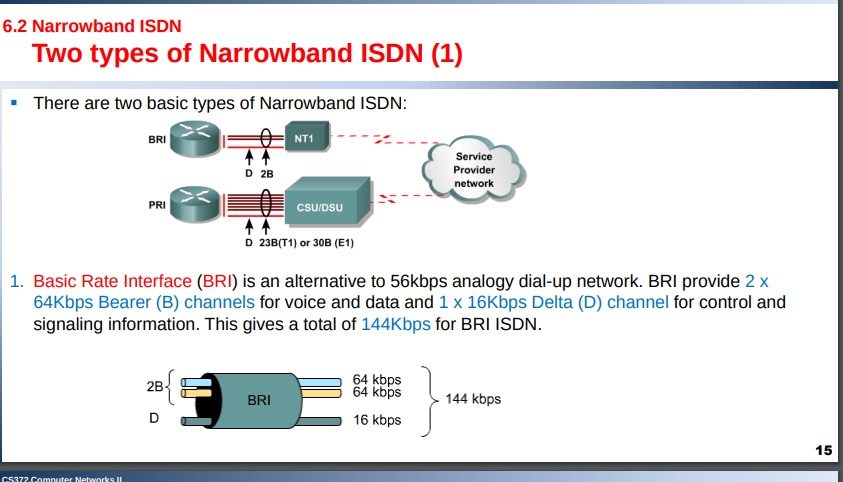 6.2 Narrowband ISDN
Two types of Narrowband ISDN (1)
There are two basic types of Narrowband ISDN:
BRI
NT1
D 2B
Service
Provider
network
PRI
CSU/DSU
D 23B(T1) or 30B (E1)
1. Basic Rate Interface (BRI) is an alternative to 56kbps analogy dial-up network. BRI provide 2 x
64Kbps Bearer (B) channels for voice and data and 1 x 16Kbps Delta (D) channel for control and
signaling information. This gives a total of 144Kbps for BRI ISDN.
2B
D
BRI
64 kbps
64 kbps
16 kbps
144 kbps
15
CS372 Computer Networks II